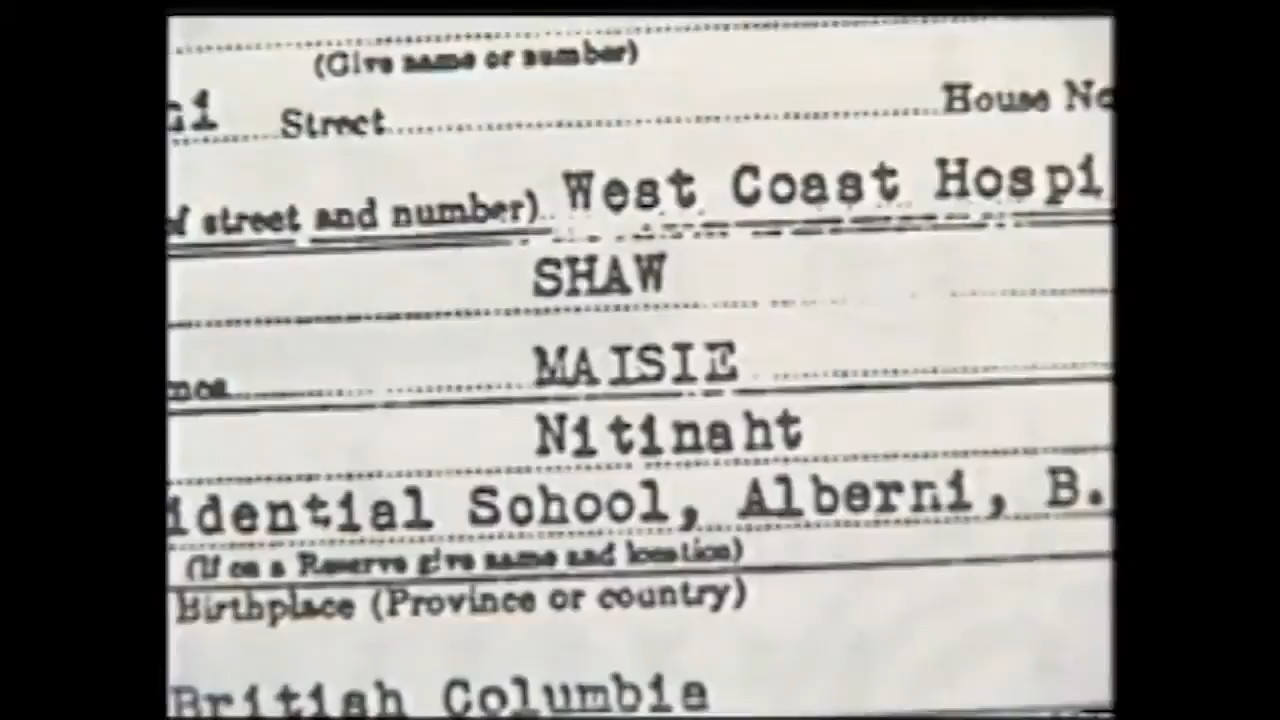 (Give name or number)
Street House No
of street and number) West Coast Hospi
SHAW
MAISIE
Nitinaht
idential School, Alberni, B.
(If on a Reserve give name and location)
Birthplace (Province or country)
British Columbia